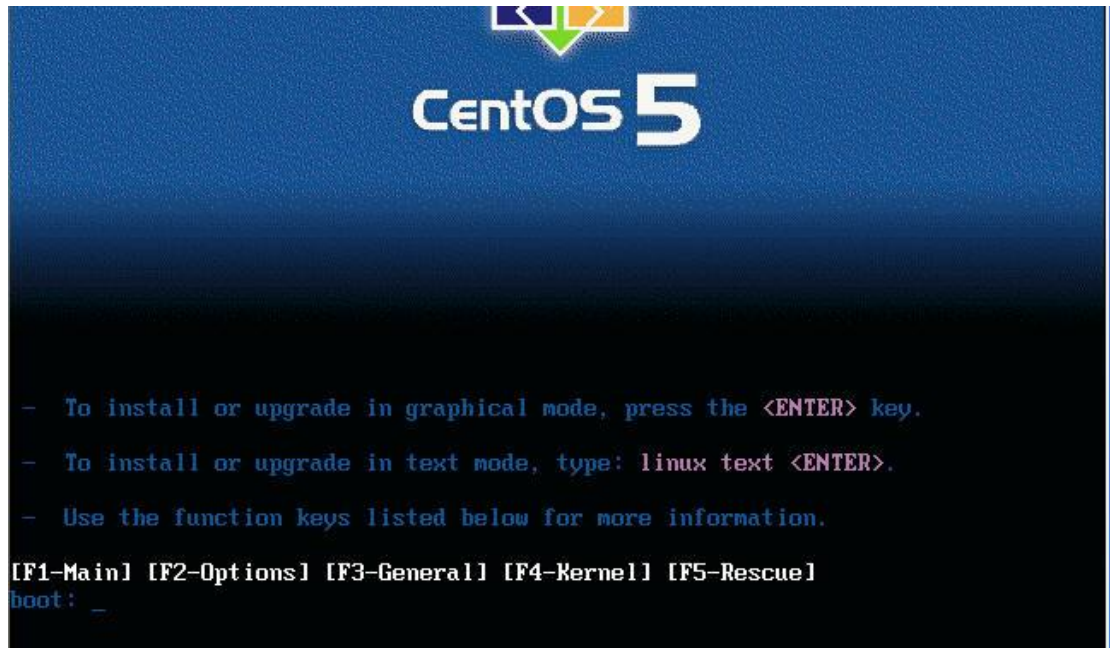 CentOS 5
- To install or upgrade in graphical mode, press the <ENTER> key.
- To install or upgrade in text mode, type: linux text <ENTER>.
- Use the function keys listed below for more information.
[F1-Main] [F2-Options] [F3-General] [F4-Kernel] [F5-Rescue]
boot: _